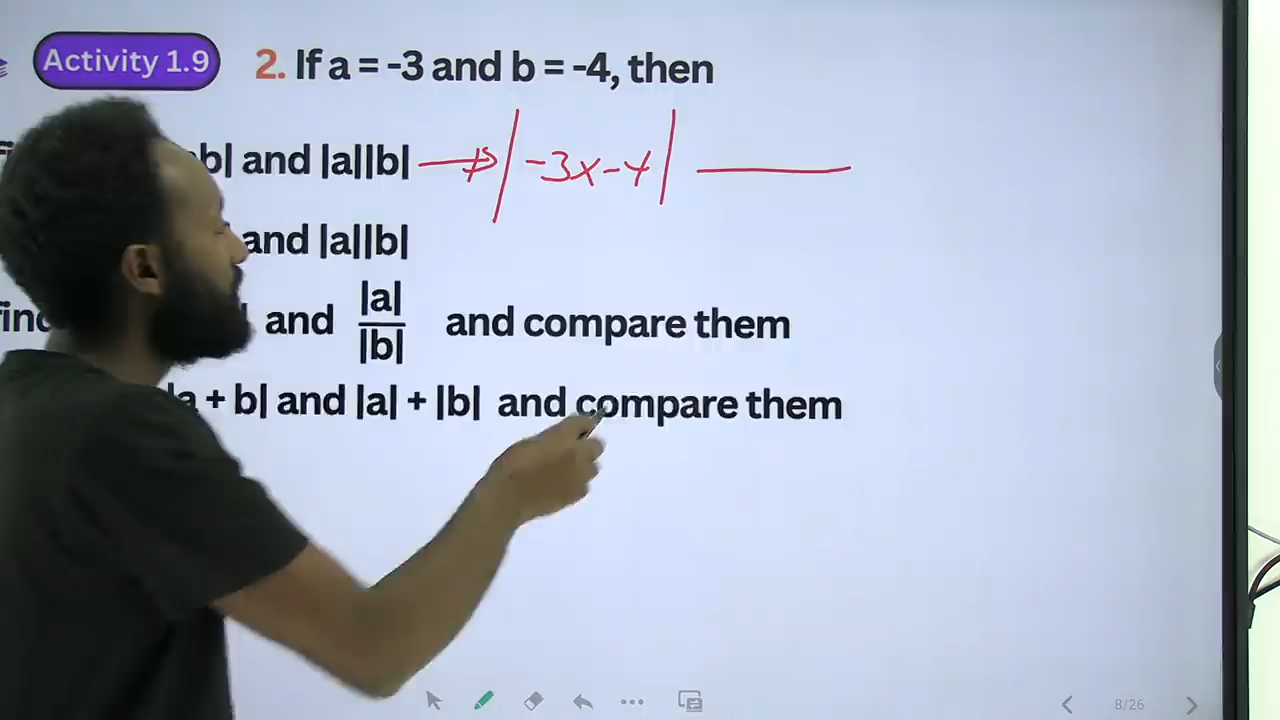 Activity 1.9 2. If a = -3 and b = -4, then
b| and |a||b| → |-3x-4|
and |a||b|
and |a|/|b| and compare them
a + b| and |a| + |b| and compare them
8/26